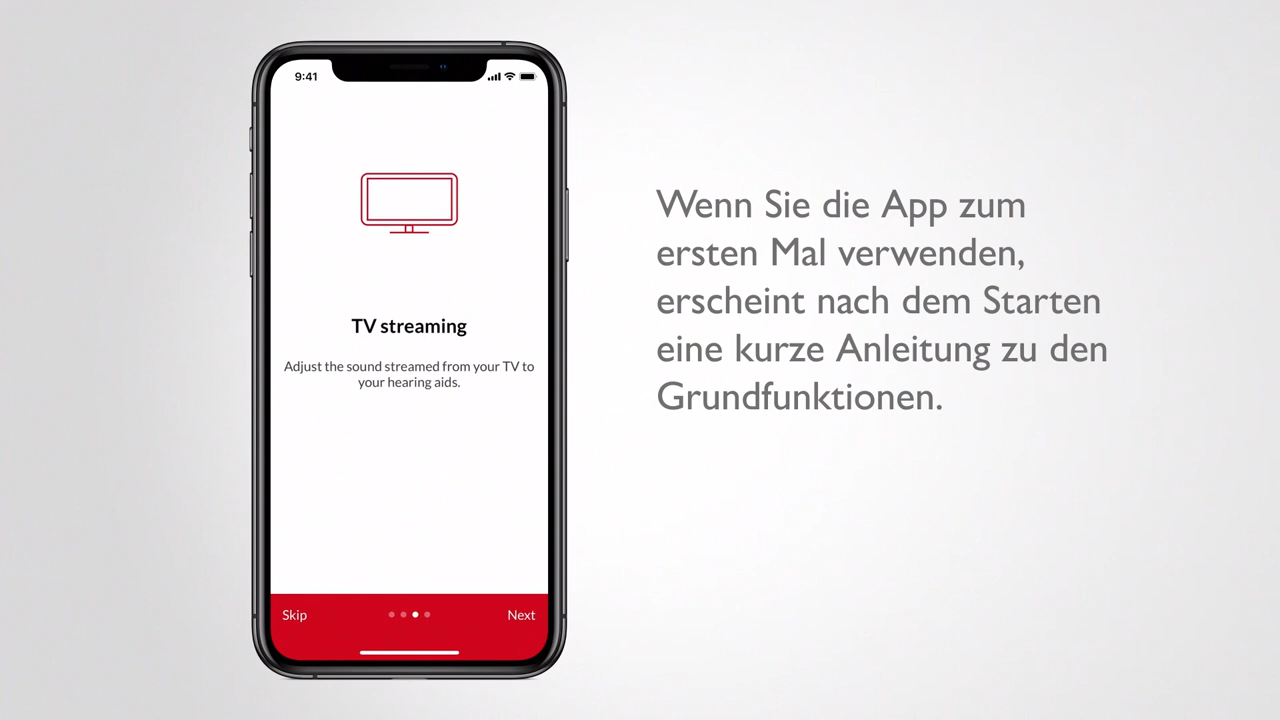 9:41
TV streaming
Adjust the sound streamed from your TV to
your hearing aids.
Skip
Next
Wenn Sie die App zum
ersten Mal verwenden,
erscheint nach dem Starten
eine kurze Anleitung zu den
Grundfunktionen.